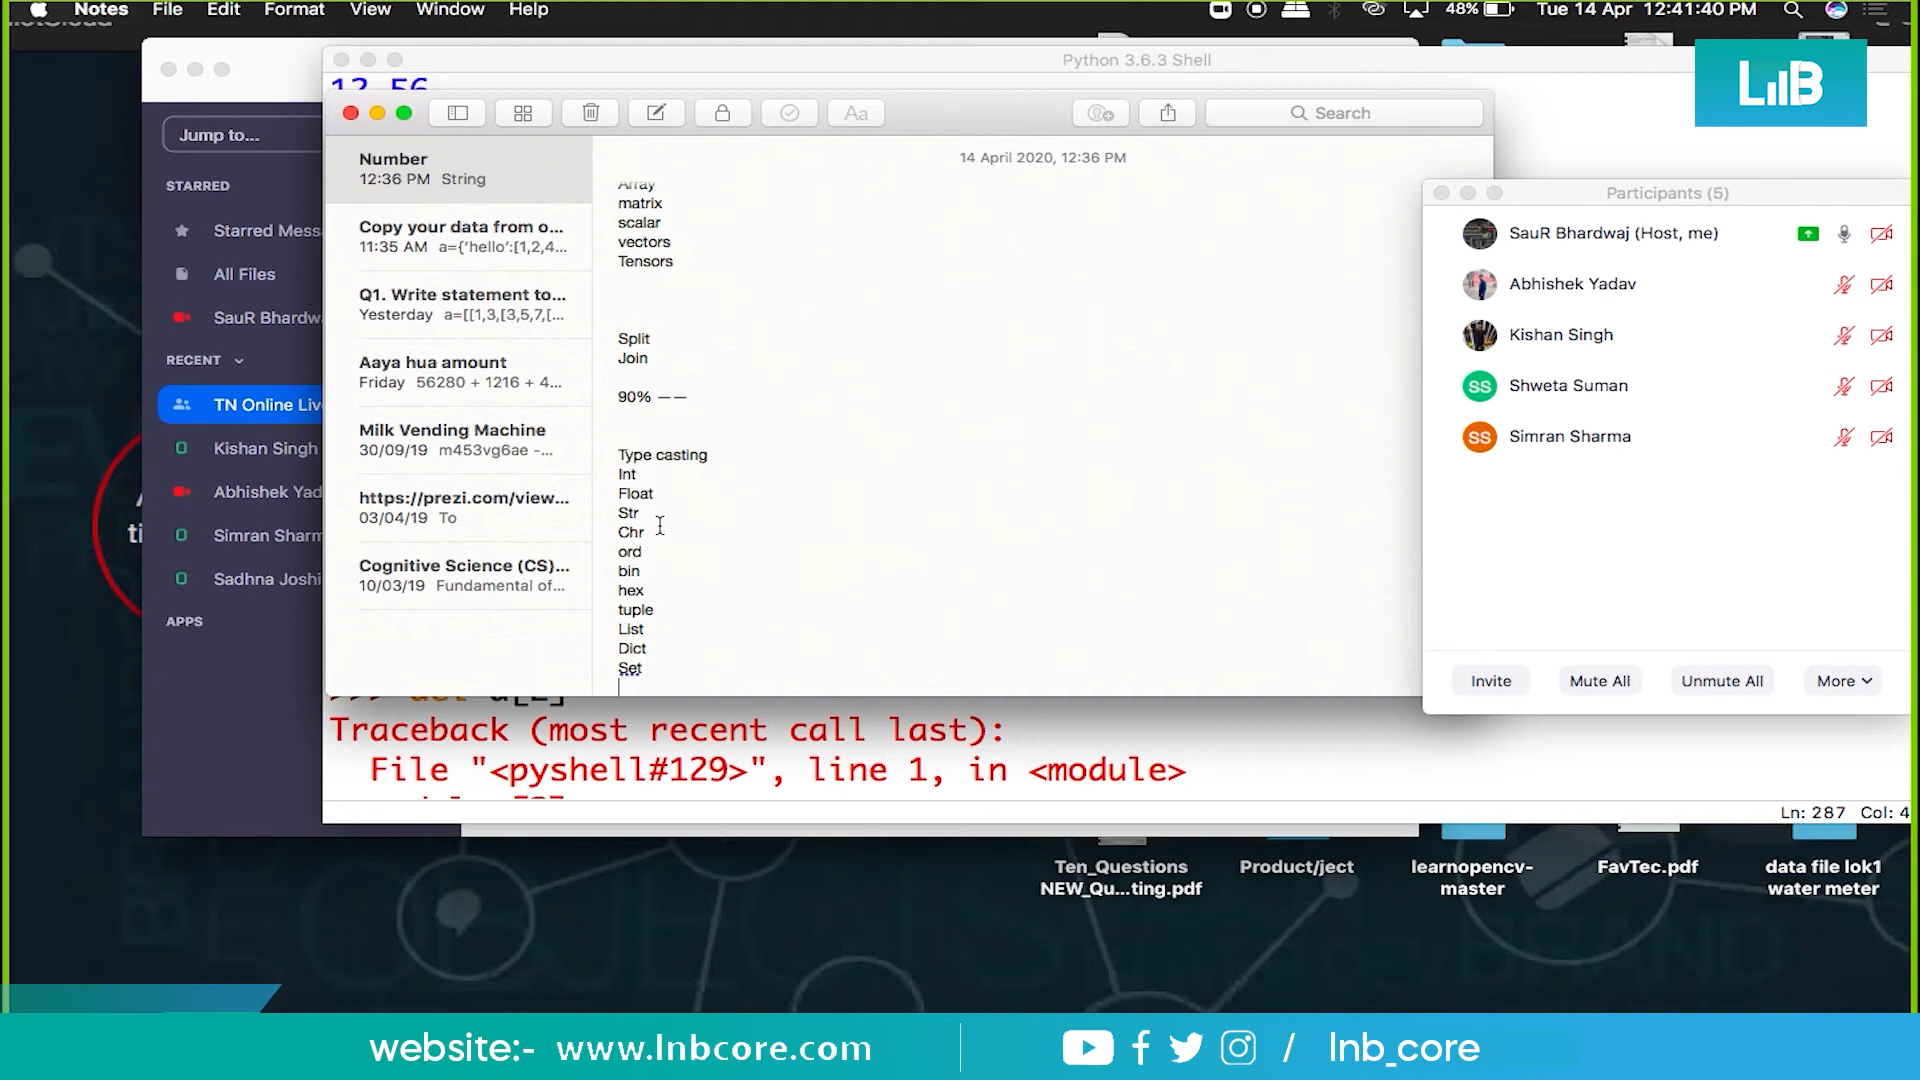 Notes File Edit Format View Window Help
48% Tue 14 Apr 12:41:40 PM
Python 3.6.3 Shell
12 56
LNB
Jump to...
Search
STARRED
Starred Mess
All Files
SauR Bhardwa
RECENT
TN Online Liv
Kishan Singh
Abhishek Yad
Simran Sharm
Sadhna Joshi
APPS
Number
12:36 PM String
Copy your data from o...
11:35 AM a={'hello':[1,2,4...
Q1. Write statement to...
Yesterday a=[[1,3,[3,5,7,[...
Aaya hua amount
Friday 56280 + 1216 + 4...
Milk Vending Machine
30/09/19 m453vg6ae -...
https://prezi.com/view...
03/04/19 To
Cognitive Science (CS)...
10/03/19 Fundamental of...
14 April 2020, 12:36 PM
Array
matrix
scalar
vectors
Tensors
Split
Join
90% ——
Type casting
Int
Float
Str
Chr
ord
bin
hex
tuple
List
Dict
Set
Participants (5)
SauR Bhardwaj (Host, me)
Abhishek Yadav
Kishan Singh
SS Shweta Suman
SS Simran Sharma
Invite Mute All Unmute All More
Traceback (most recent call last):
File "<pyshell#129>", line 1, in <module>
Ln: 287 Col: 4
Ten_Questions
NEW_Qu...ting.pdf
Product/ject
learnopencv-
master
FavTec.pdf
data file lok1
water meter
website:- www.lnbcore.com / lnb_core